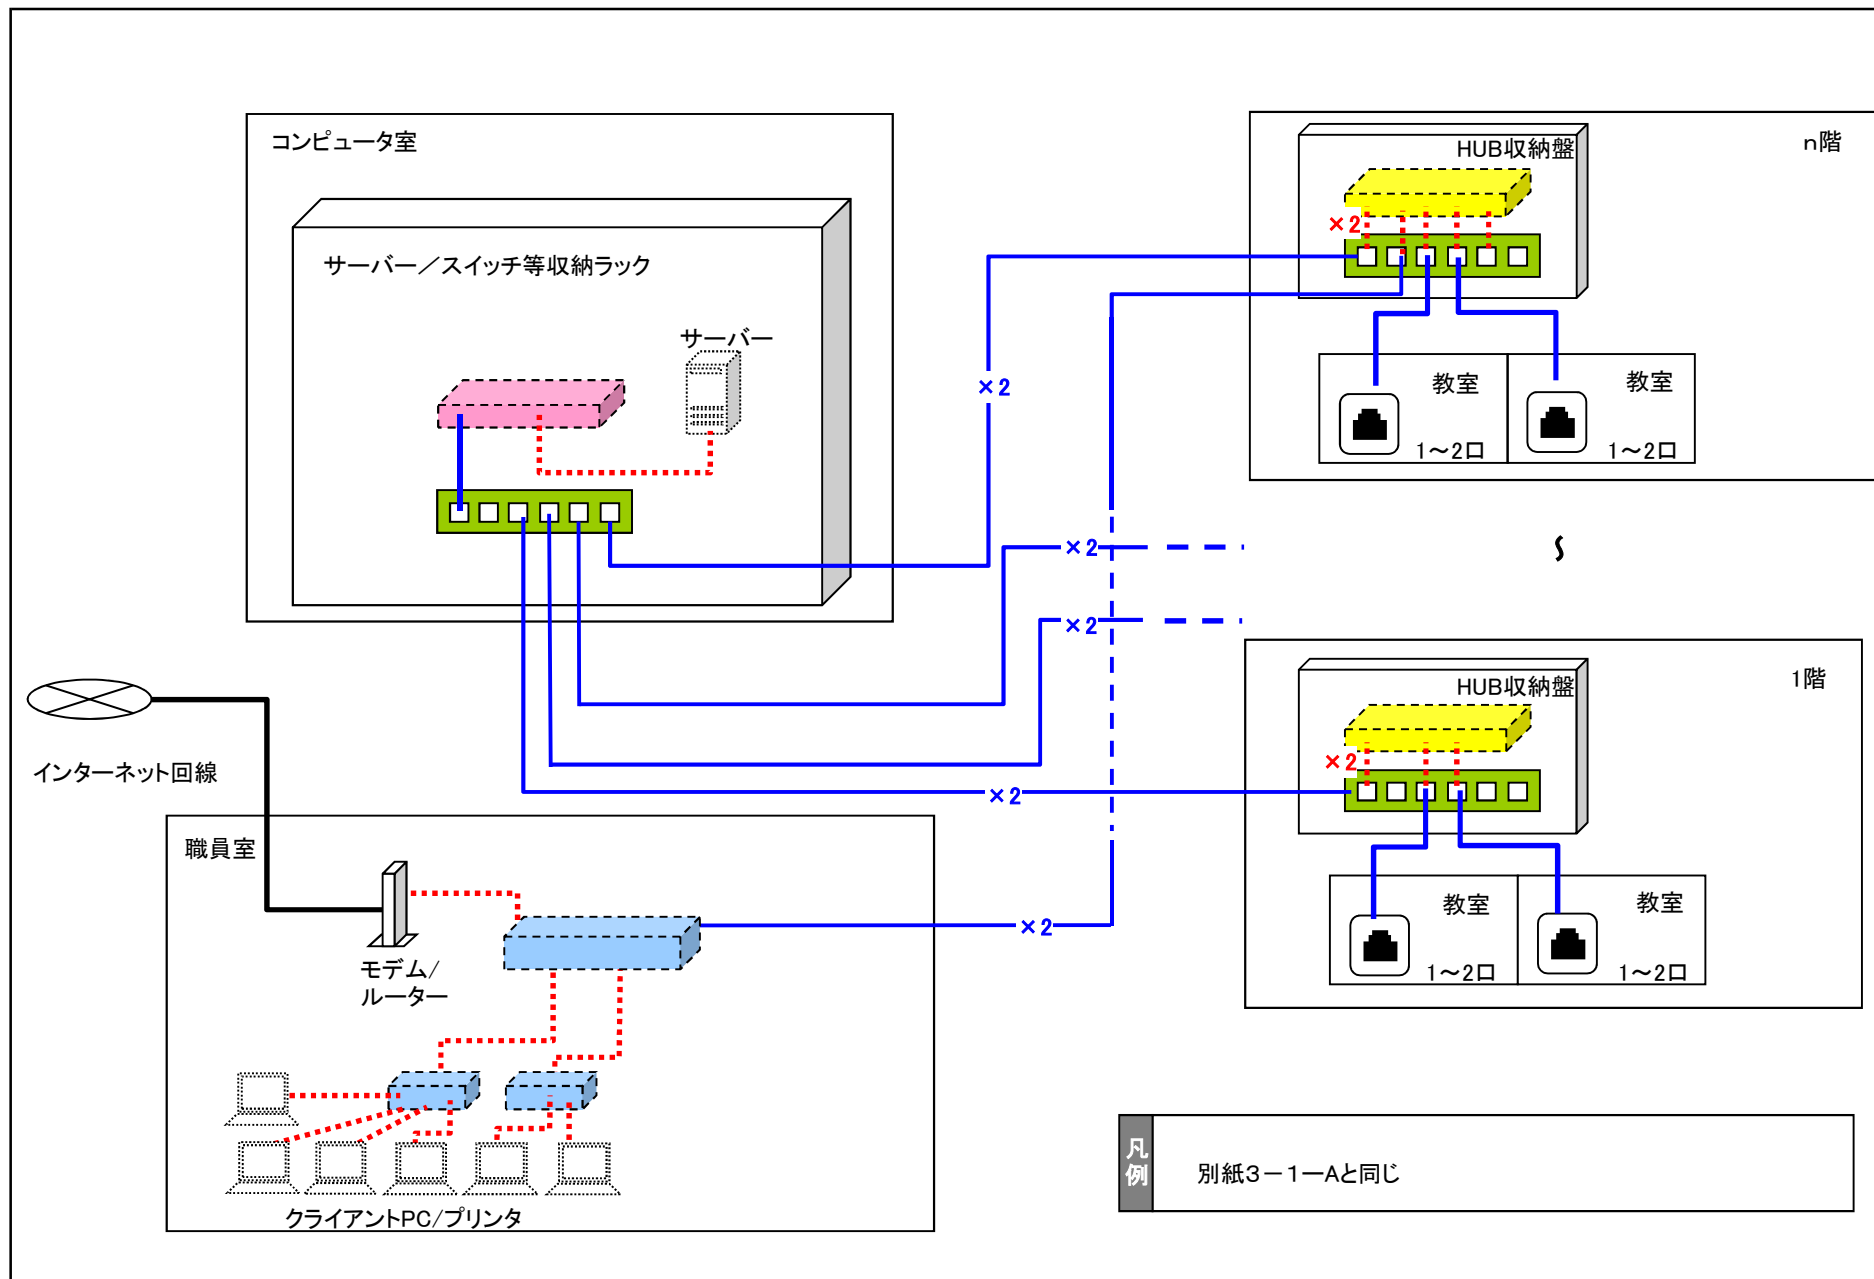 コンピュータ室
サーバー／スイッチ等収納ラック
サーバー
×2
×2
×2
×2
×2
n階
HUB収納盤
×2
教室
1～2口
教室
1～2口
～
1階
HUB収納盤
×2
教室
1～2口
教室
1～2口
インターネット回線
職員室
モデム/
ルーター
クライアントPC/プリンタ
凡例
別紙３－１ーAと同じ